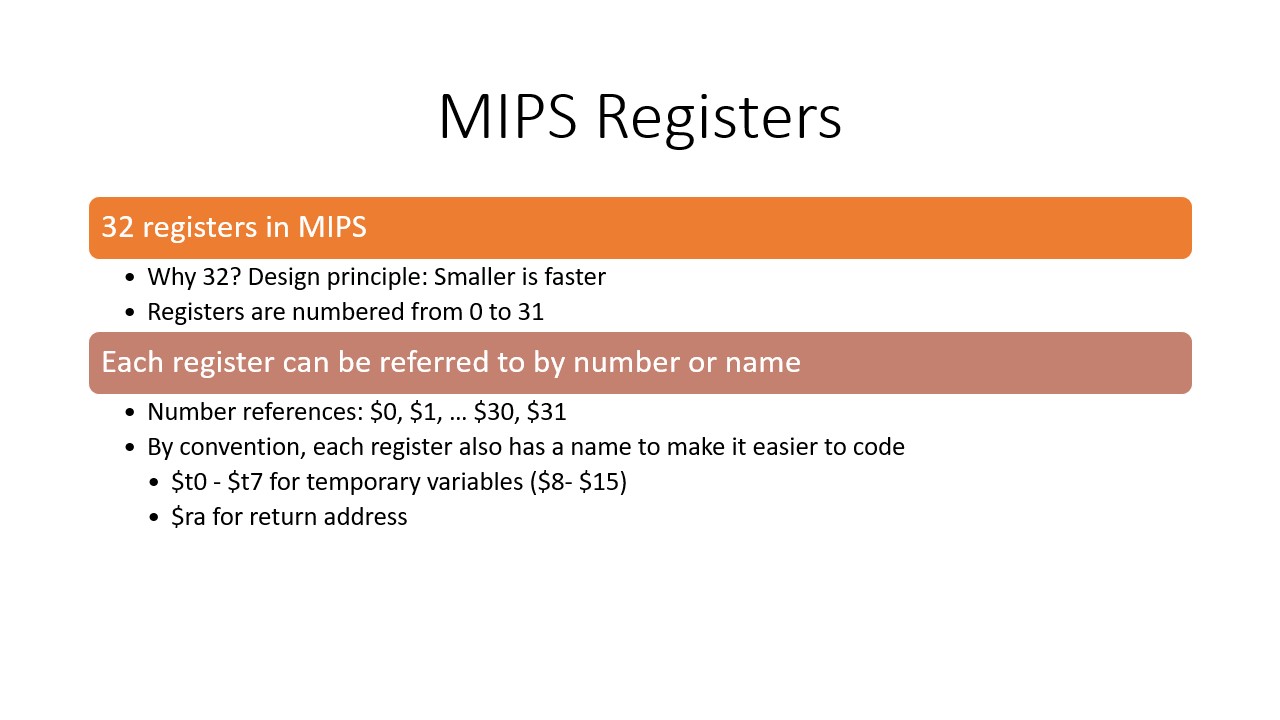 MIPS Registers
32 registers in MIPS
• Why 32? Design principle: Smaller is faster
• Registers are numbered from 0 to 31
Each register can be referred to by number or name
• Number references: $0, $1, … $30, $31
• By convention, each register also has a name to make it easier to code
• $t0 - $t7 for temporary variables ($8- $15)
• $ra for return address